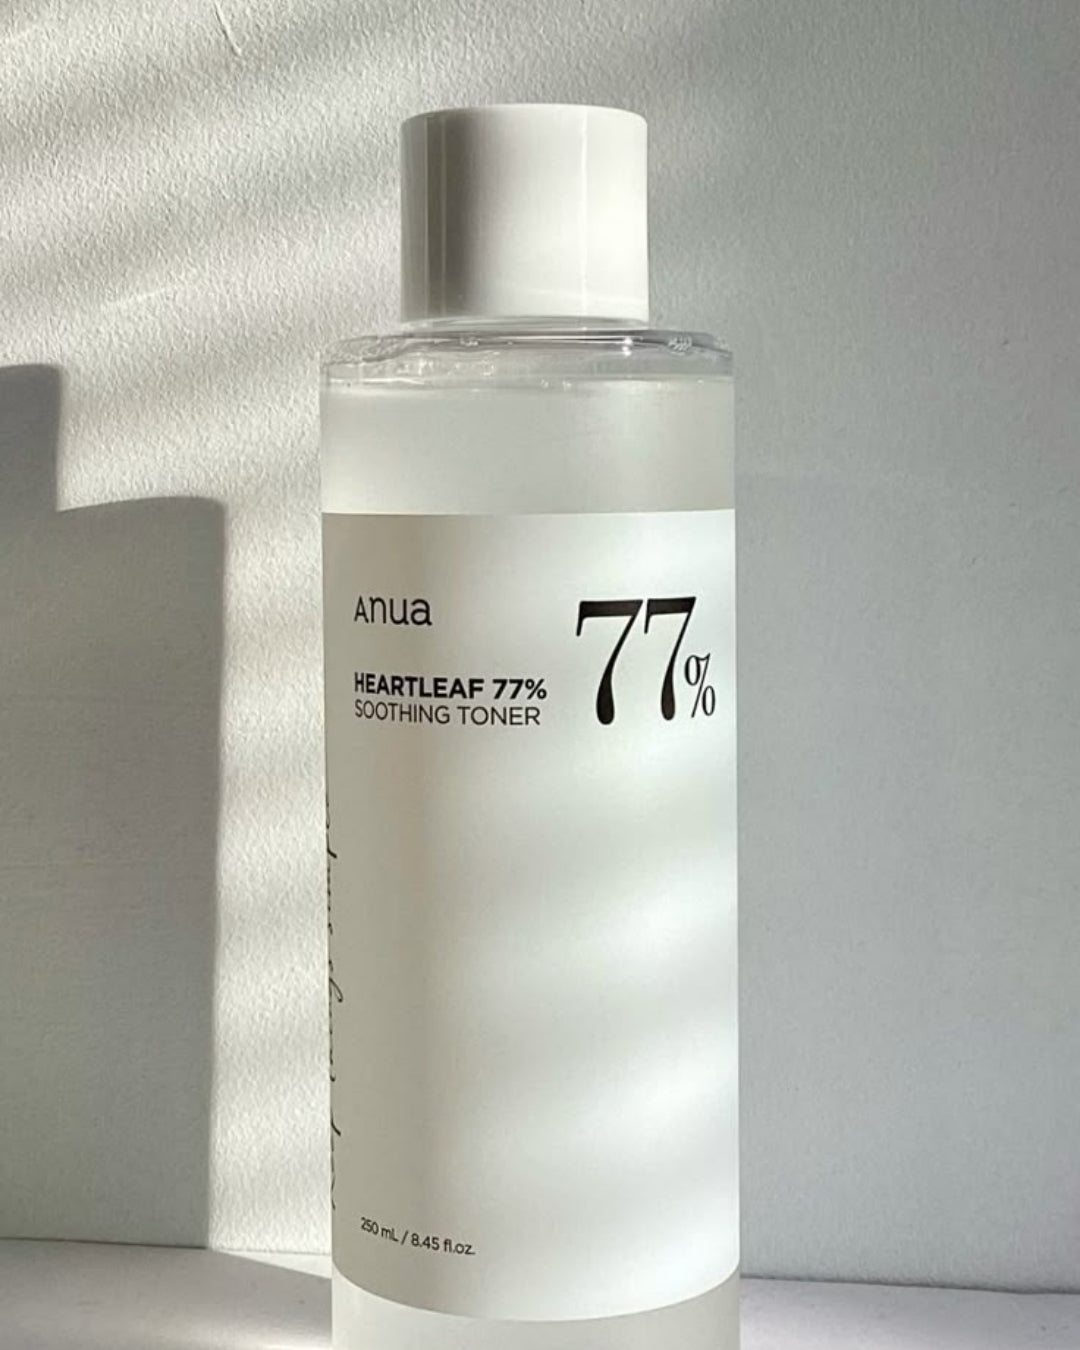 Anua
HEARTLEAF 77%
SOOTHING TONER
77%
250 mL / 8.45 fl.oz.